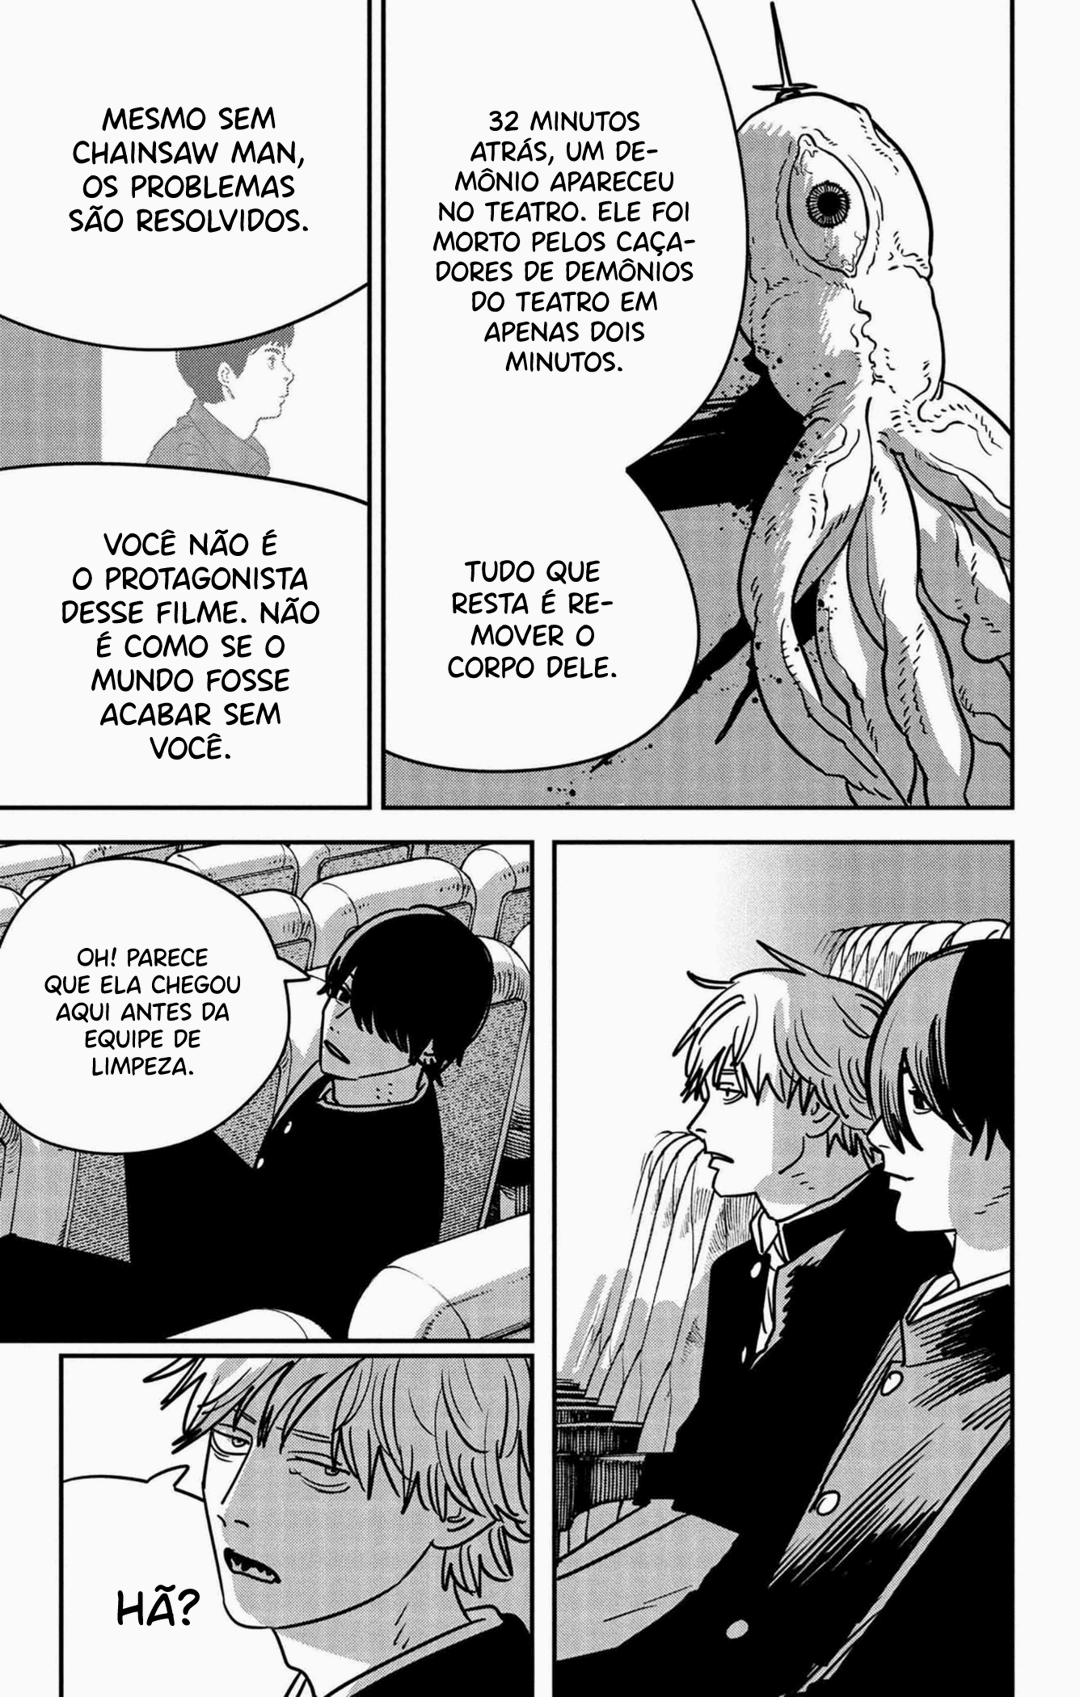 32 MINUTOS
ATRÁS, UM DE-
MÔNIO APARECEU
NO TEATRO. ELE FOI
MORTO PELOS CAÇA-
DORES DE DEMÔNIOS
DO TEATRO EM
APENAS DOIS
MINUTOS.
TUDO QUE
RESTA É RE-
MOVER O
CORPO DELE.
MESMO SEM
CHAINSAW MAN,
OS PROBLEMAS
SÃO RESOLVIDOS.
VOCÊ NÃO É
O PROTAGONISTA
DESSE FILME. NÃO
É COMO SE O
MUNDO FOSSE
ACABAR SEM
VOCÊ.
OH! PARECE
QUE ELA CHEGOU
AQUI ANTES DA
EQUIPE DE
LIMPEZA.
HÃ?